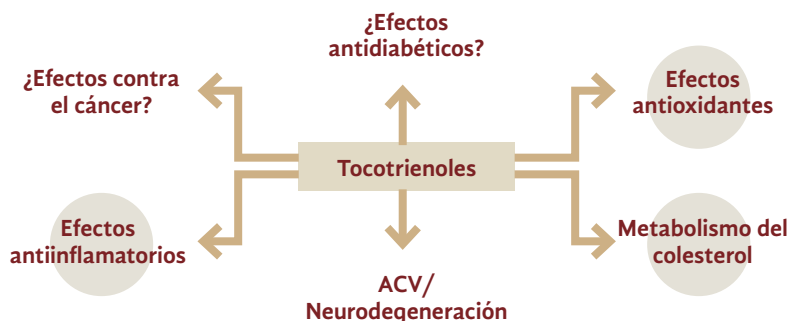 ¿Efectos
antidiabéticos?
¿Efectos contra
el cáncer?
Efectos
antioxidantes
Tocotrienoles
Efectos
antiinflamatorios
Metabolismo del
colesterol
ACV/
Neurodegeneración